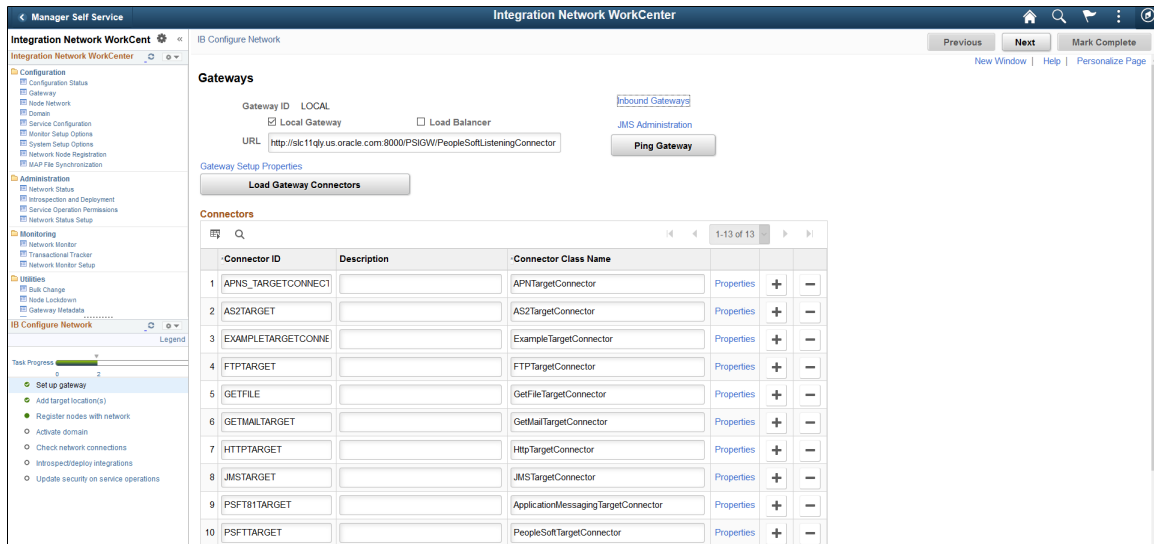 Manager Self Service
Integration Network WorkCenter
Integration Network WorkCent
Integration Network WorkCenter
Configuration
Configuration Status
Gateway
Node Network
Domain
Service Configuration
Monitor Setup Options
System Setup Options
Network Node Registration
MAP File Synchronization
Administration
Network Status
Introspection and Deployment
Service Operation Permissions
Network Status Setup
Monitoring
Network Monitor
Transactional Tracker
Network Monitor Setup
Utilities
Bulk Change
Node Lockdown
Gateway Metadata
IB Configure Network
Legend
Task Progress
0 2
Set up gateway
Add target location(s)
Register nodes with network
Activate domain
Check network connections
Introspect/deploy integrations
Update security on service operations
IB Configure Network
Previous Next Mark Complete
New Window | Help | Personalize Page
Gateways
Gateway ID LOCAL
Inbound Gateways
Local Gateway Load Balancer
JMS Administration
URL http://slc11qly.us.oracle.com:8000/PSIGW/PeopleSoftListeningConnector
Ping Gateway
Gateway Setup Properties
Load Gateway Connectors
Connectors
1-13 of 13
*Connector ID Description *Connector Class Name
1 APNS_TARGETCONNECT APNTargetConnector Properties
2 AS2TARGET AS2TargetConnector Properties
3 EXAMPLETARGETCONNE ExampleTargetConnector Properties
4 FTPTARGET FTPTargetConnector Properties
5 GETFILE GetFileTargetConnector Properties
6 GETMAILTARGET GetMailTargetConnector Properties
7 HTTPTARGET HttpTargetConnector Properties
8 JMSTARGET JMSTargetConnector Properties
9 PSFT81TARGET ApplicationMessagingTargetConnector Properties
10 PSFTTARGET PeopleSoftTargetConnector Properties